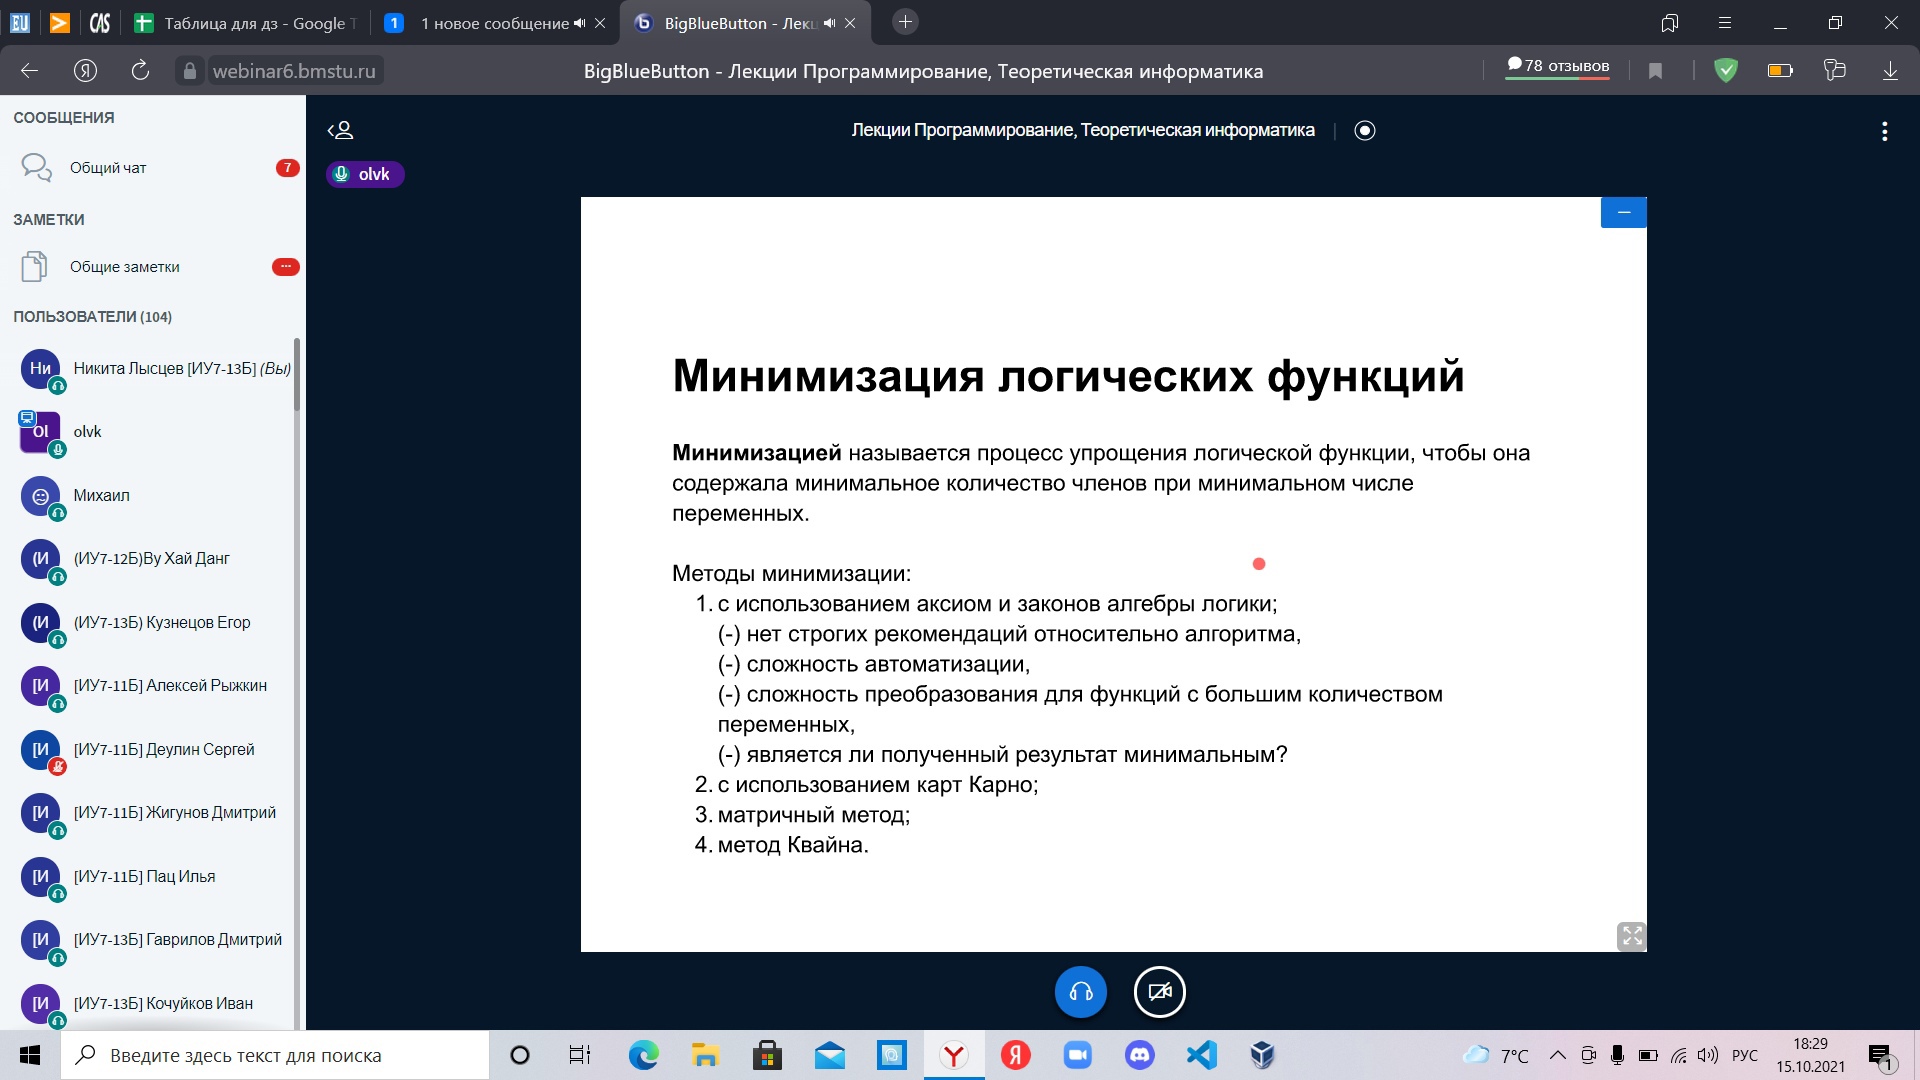 Таблица для дз - Google Т
1
1 новое сообщение
BigBlueButton - Лекц
webinar6.bmstu.ru
BigBlueButton - Лекции Программирование, Теоретическая информатика
78 отзывов
СООБЩЕНИЯ
Общий чат
7
ЗАМЕТКИ
Общие заметки
ПОЛЬЗОВАТЕЛИ (104)
Ни
Никита Лысцев [ИУ7-13Б] (Вы)
Ol
olvk
Михаил
(И
(ИУ7-12Б)Ву Хай Данг
(И
(ИУ7-13Б) Кузнецов Егор
[И
[ИУ7-11Б] Алексей Рыжкин
[И
[ИУ7-11Б] Деулин Сергей
[И
[ИУ7-11Б] Жигунов Дмитрий
[И
[ИУ7-11Б] Пац Илья
[И
[ИУ7-13Б] Гаврилов Дмитрий
[И
[ИУ7-13Б] Кочуйков Иван
Лекции Программирование, Теоретическая информатика
olvk
Минимизация логических функций
Минимизацией называется процесс упрощения логической функции, чтобы она
содержала минимальное количество членов при минимальном числе
переменных.
Методы минимизации:
1. с использованием аксиом и законов алгебры логики;
(-) нет строгих рекомендаций относительно алгоритма,
(-) сложность автоматизации,
(-) сложность преобразования для функций с большим количеством
переменных,
(-) является ли полученный результат минимальным?
2. с использованием карт Карно;
3. матричный метод;
4. метод Квайна.
Введите здесь текст для поиска
7°C
РУС
18:29
15.10.2021
1